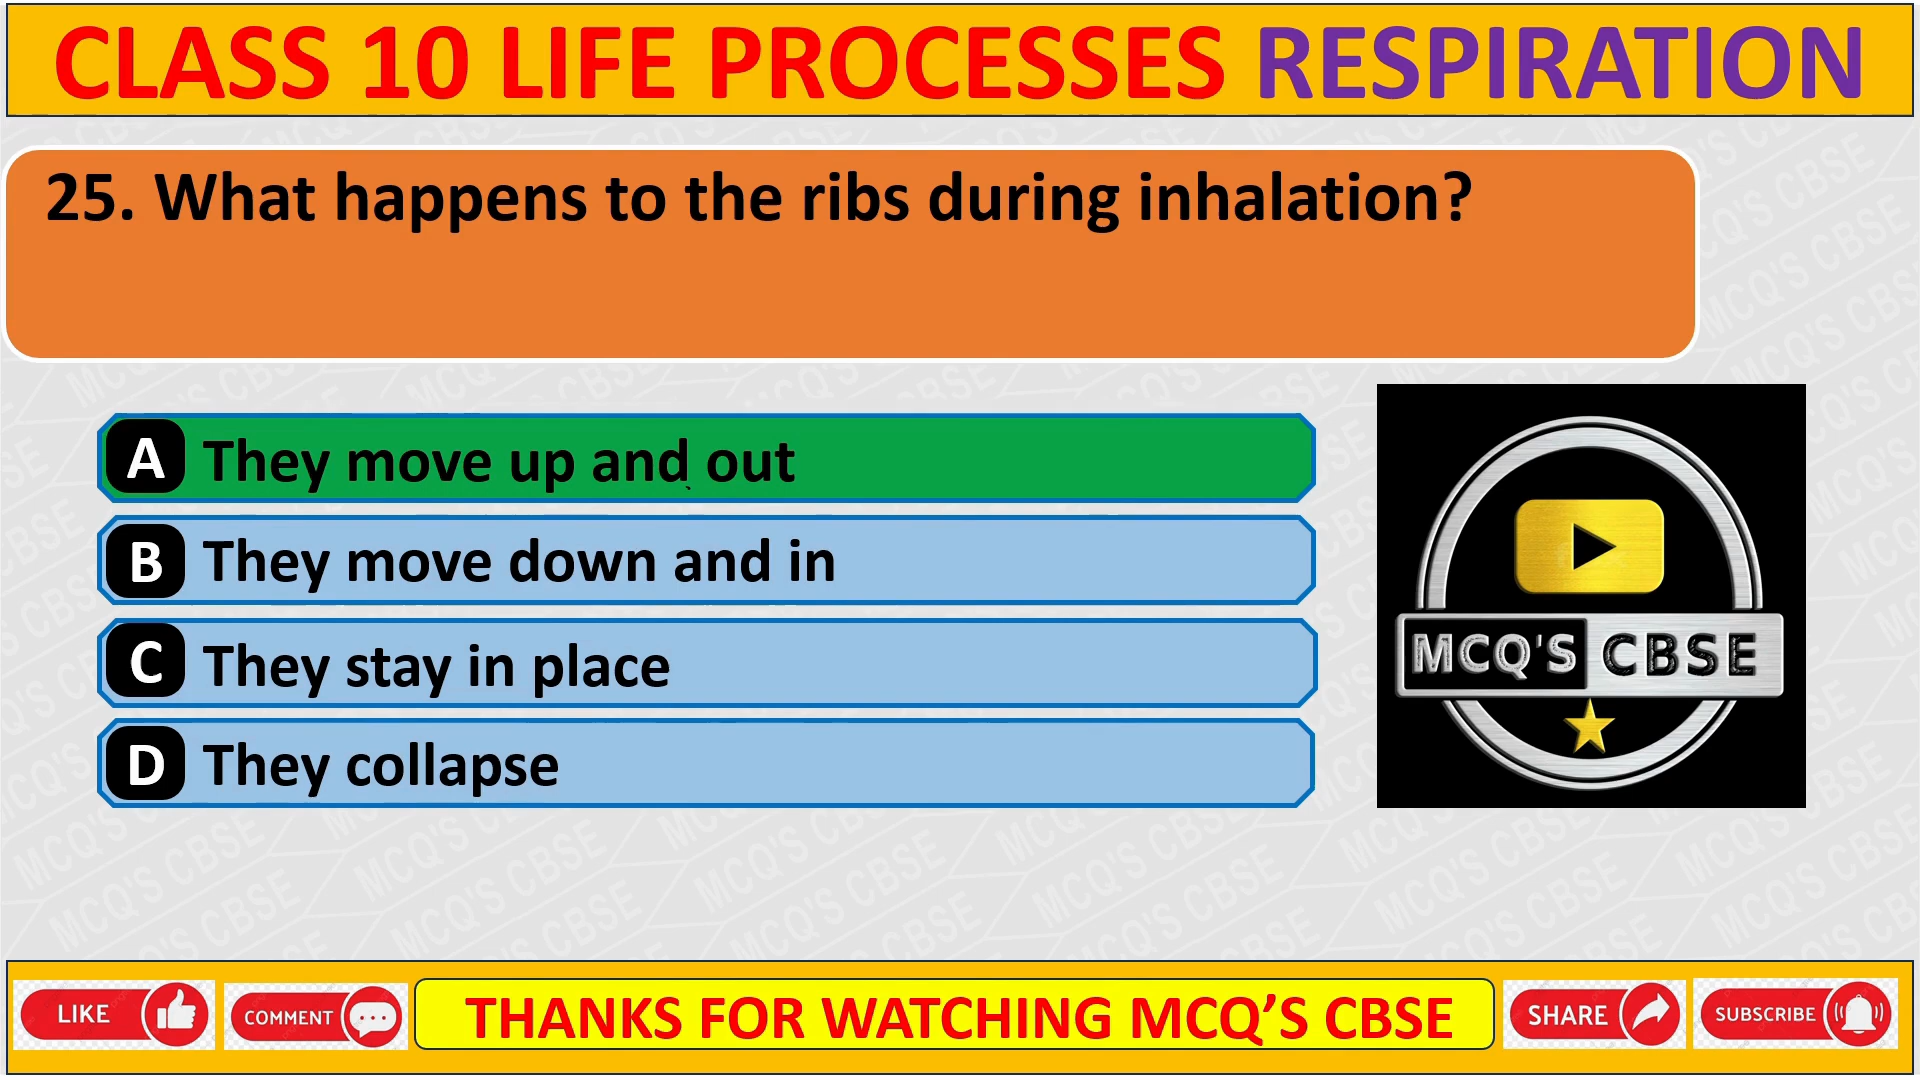 CLASS 10 LIFE PROCESSES RESPIRATION
25. What happens to the ribs during inhalation?
A They move up and out
B They move down and in
C They stay in place
D They collapse
MCQ'S CBSE
LIKE
COMMENT
THANKS FOR WATCHING MCQ’S CBSE
SHARE
SUBSCRIBE